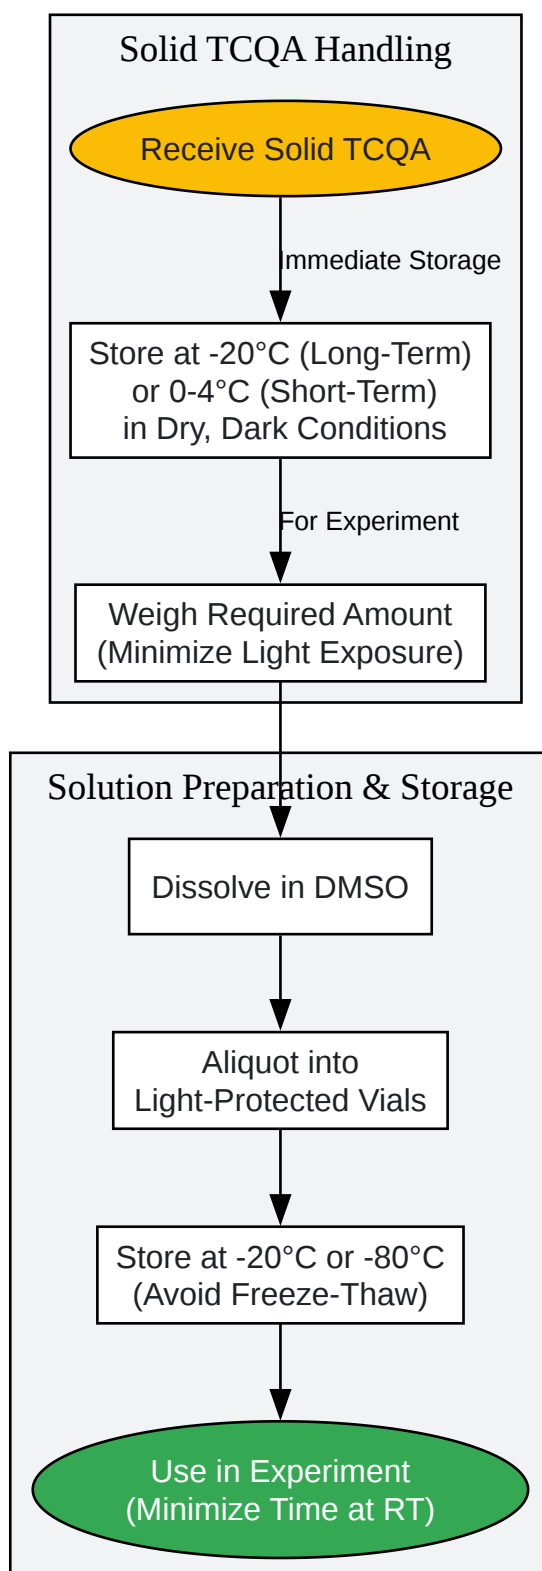 Solid TCQA Handling
Receive Solid TCQA
Immediate Storage
Store at -20°C (Long-Term)
or 0-4°C (Short-Term)
in Dry, Dark Conditions
For Experiment
Weigh Required Amount
(Minimize Light Exposure)
Solution Preparation & Storage
Dissolve in DMSO
Aliquot into
Light-Protected Vials
Store at -20°C or -80°C
(Avoid Freeze-Thaw)
Use in Experiment
(Minimize Time at RT)